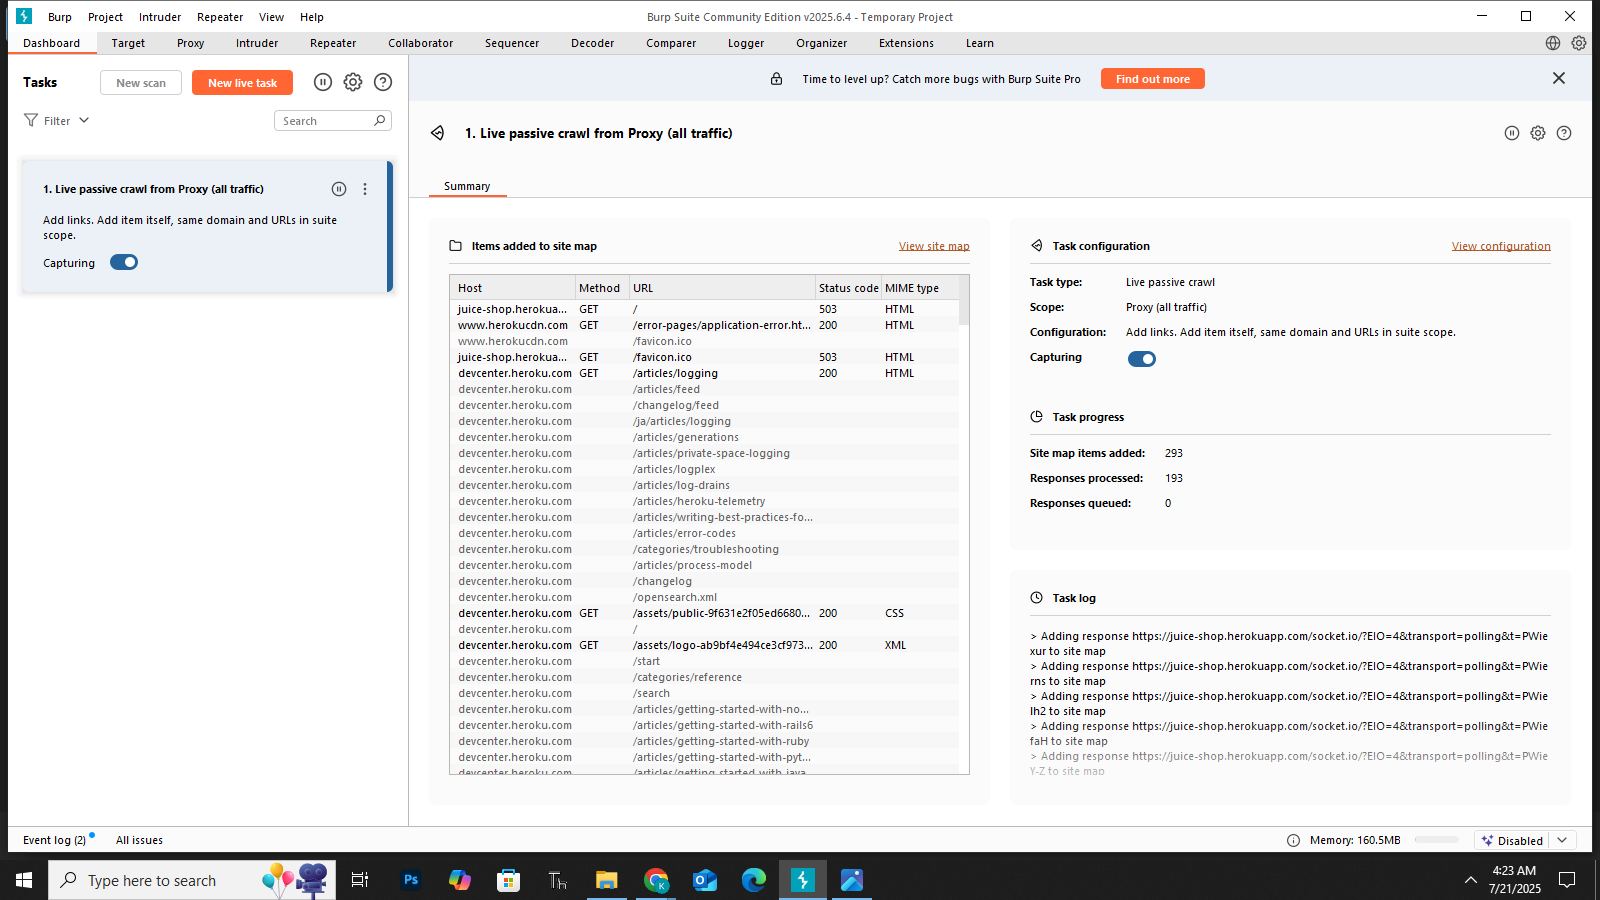 Burp Project Intruder Repeater View Help
Burp Suite Community Edition v2025.6.4 - Temporary Project
Dashboard Target Proxy Intruder Repeater Collaborator Sequencer Decoder Comparer Logger Organizer Extensions Learn
Tasks
New scan
New live task
Filter
Search
1. Live passive crawl from Proxy (all traffic)
Add links. Add item itself, same domain and URLs in suite
scope.
Capturing
Time to level up? Catch more bugs with Burp Suite Pro
Find out more
1. Live passive crawl from Proxy (all traffic)
Summary
Items added to site map
View site map
Host Method URL Status code MIME type
juice-shop.herokua... GET / 503 HTML
www.herokucdn.com GET /error-pages/application-error.ht... 200 HTML
www.herokucdn.com /favicon.ico
juice-shop.herokua... GET /favicon.ico 503 HTML
devcenter.heroku.com GET /articles/logging 200 HTML
devcenter.heroku.com /articles/feed
devcenter.heroku.com /changelog/feed
devcenter.heroku.com /ja/articles/logging
devcenter.heroku.com /articles/generations
devcenter.heroku.com /articles/private-space-logging
devcenter.heroku.com /articles/logplex
devcenter.heroku.com /articles/log-drains
devcenter.heroku.com /articles/heroku-telemetry
devcenter.heroku.com /articles/writing-best-practices-fo...
devcenter.heroku.com /articles/error-codes
devcenter.heroku.com /categories/troubleshooting
devcenter.heroku.com /articles/process-model
devcenter.heroku.com /changelog
devcenter.heroku.com /opensearch.xml
devcenter.heroku.com GET /assets/public-9f631e2f05ed6680... 200 CSS
devcenter.heroku.com /
devcenter.heroku.com GET /assets/logo-ab9bf4e494ce3cf973... 200 XML
devcenter.heroku.com /start
devcenter.heroku.com /categories/reference
devcenter.heroku.com /search
devcenter.heroku.com /articles/getting-started-with-no...
devcenter.heroku.com /articles/getting-started-with-rails6
devcenter.heroku.com /articles/getting-started-with-ruby
devcenter.heroku.com /articles/getting-started-with-pyt...
devcenter.heroku.com /articles/getting-started-with-java
Task configuration
View configuration
Task type: Live passive crawl
Scope: Proxy (all traffic)
Configuration: Add links. Add item itself, same domain and URLs in suite scope.
Capturing
Task progress
Site map items added: 293
Responses processed: 193
Responses queued: 0
Task log
> Adding response https://juice-shop.herokuapp.com/socket.io/?EIO=4&transport=polling&t=PWie
xur to site map
> Adding response https://juice-shop.herokuapp.com/socket.io/?EIO=4&transport=polling&t=PWie
rns to site map
> Adding response https://juice-shop.herokuapp.com/socket.io/?EIO=4&transport=polling&t=PWie
lh2 to site map
> Adding response https://juice-shop.herokuapp.com/socket.io/?EIO=4&transport=polling&t=PWie
faH to site map
> Adding response https://juice-shop.herokuapp.com/socket.io/?EIO=4&transport=polling&t=PWie
Y-Z to site map
Event log (2) All issues
Memory: 160.5MB
Disabled
Type here to search
Ps
4:23 AM
7/21/2025